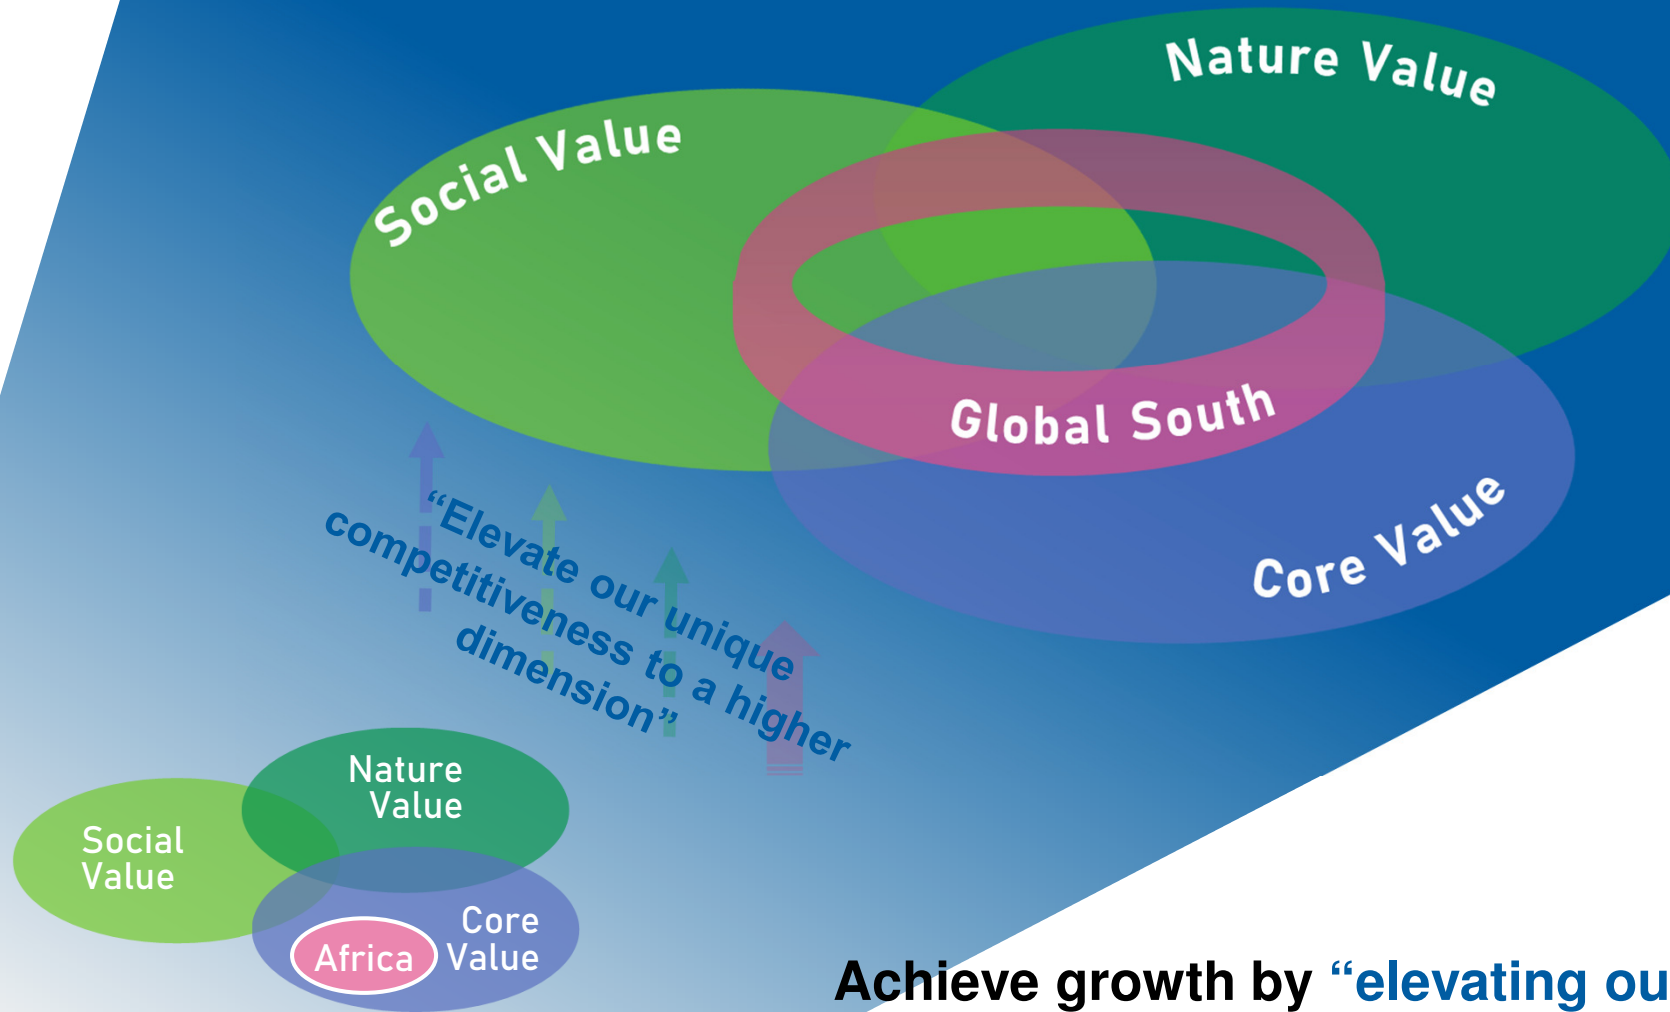 Nature Value
Social Value
Global South
Core Value
“Elevate our unique
competitiveness to a higher
dimension”
Nature
Value
Social
Value
Core
Value
Africa
Achieve growth by “elevating ou